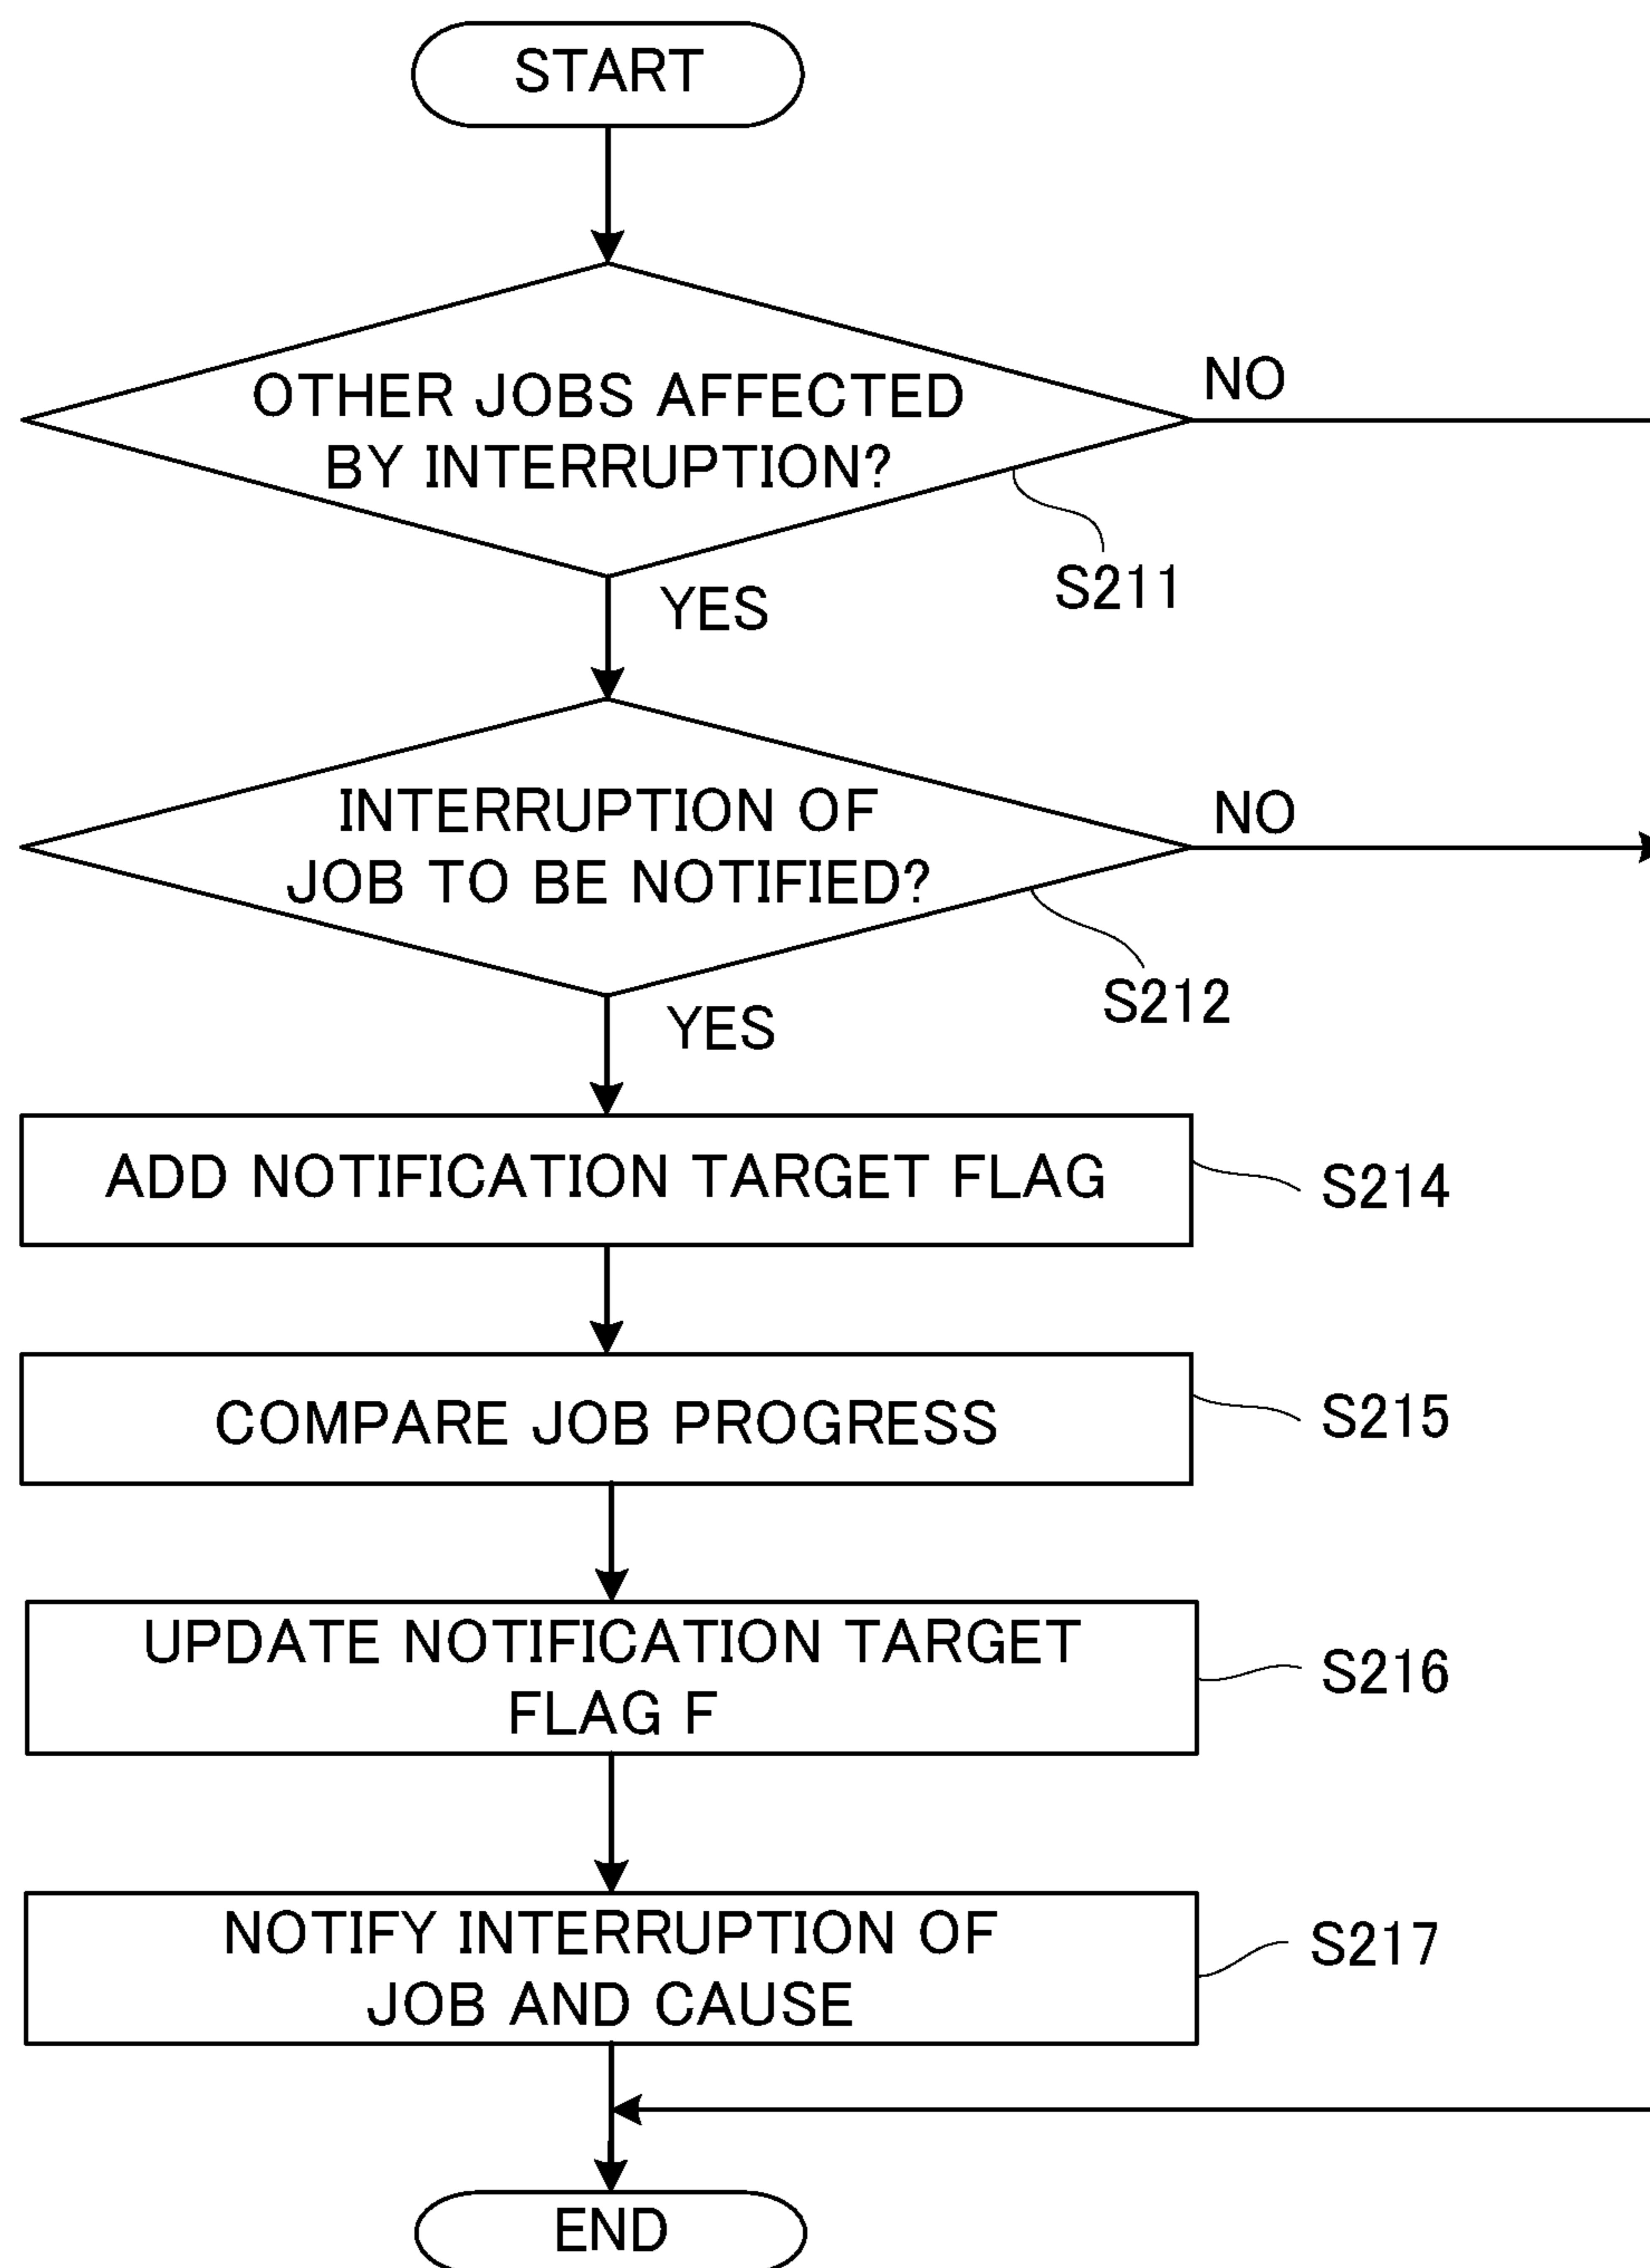 START
OTHER JOBS AFFECTED
BY INTERRUPTION?
NO
S211
YES
INTERRUPTION OF
JOB TO BE NOTIFIED?
NO
S212
YES
ADD NOTIFICATION TARGET FLAG
S214
COMPARE JOB PROGRESS
S215
UPDATE NOTIFICATION TARGET
FLAG F
S216
NOTIFY INTERRUPTION OF
JOB AND CAUSE
S217
END